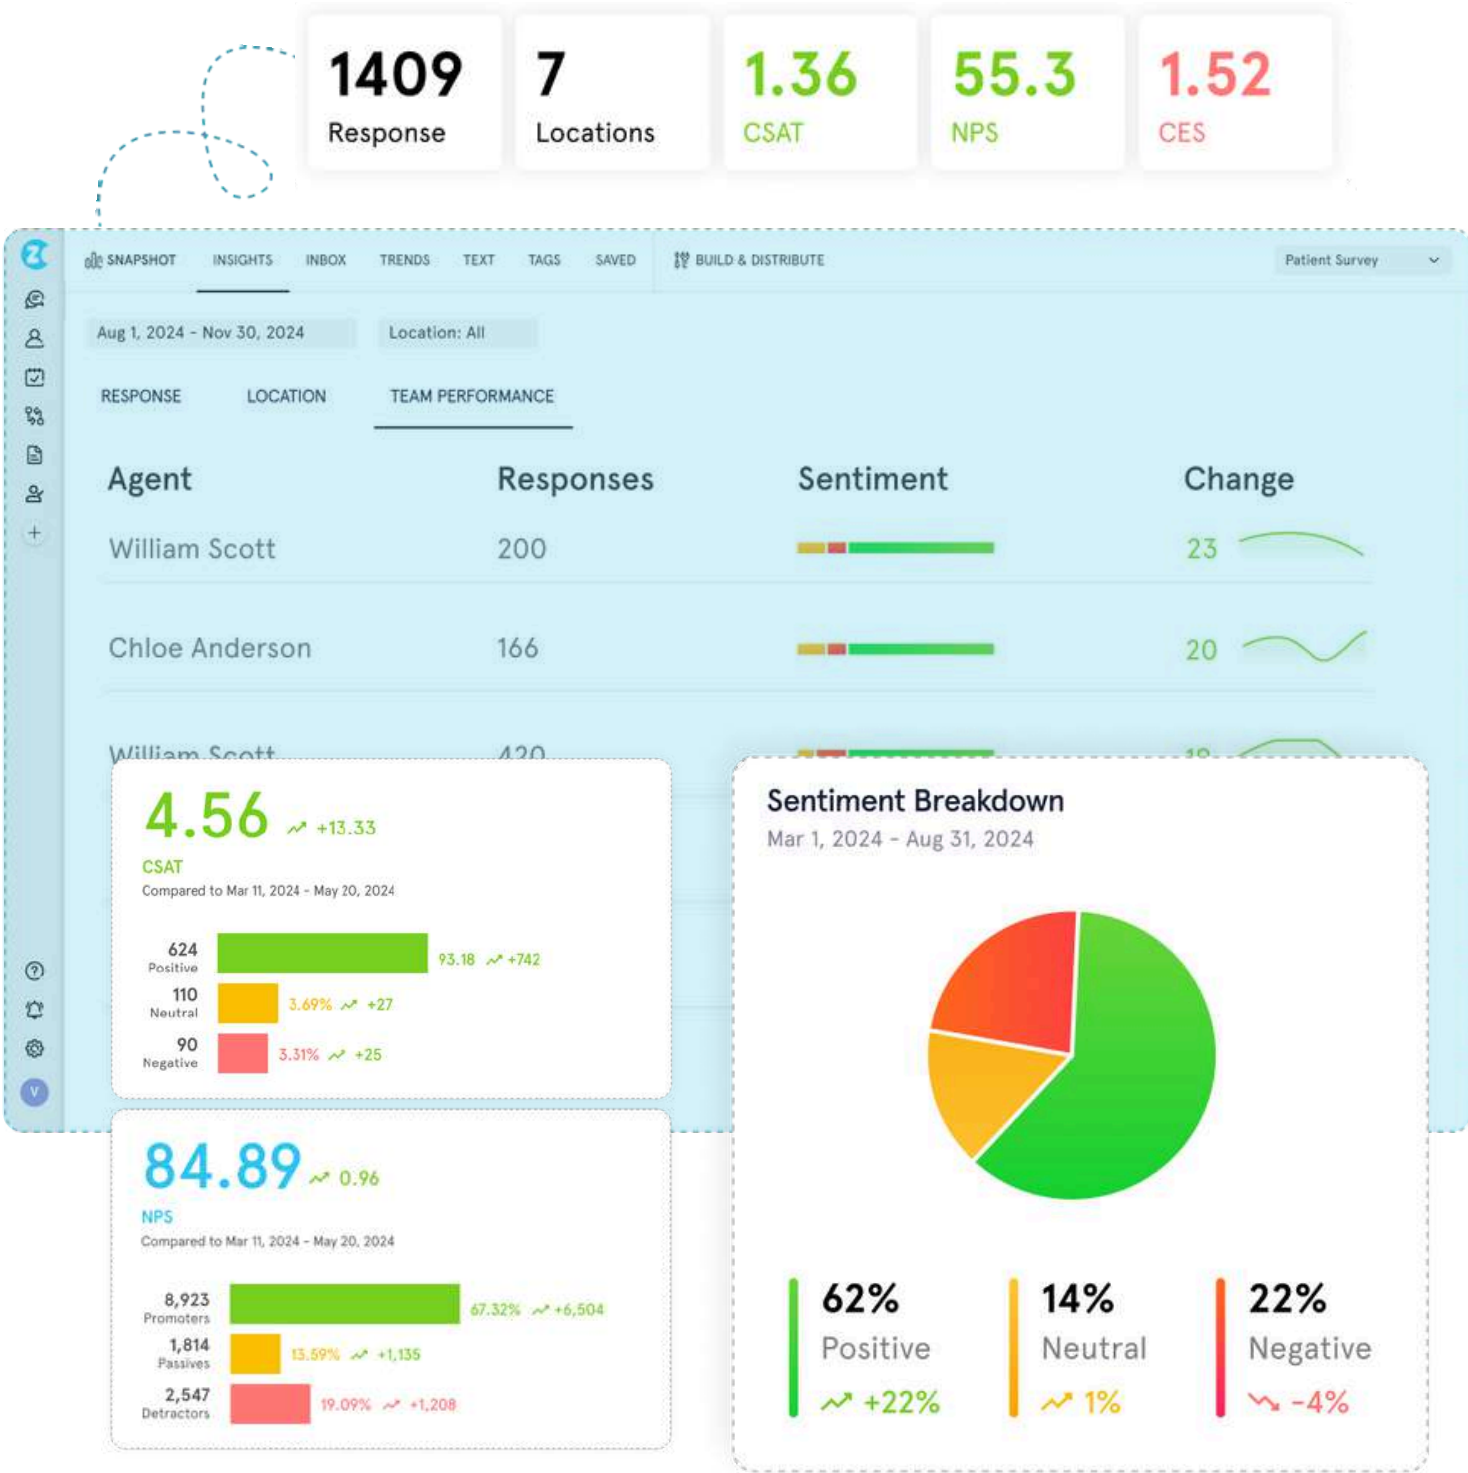 1409
Response
7
Locations
1.36
CSAT
55.3
NPS
1.52
CES
SNAPSHOT INSIGHTS INBOX TRENDS TEXT TAGS SAVED BUILD & DISTRIBUTE Patient Survey
Aug 1, 2024 - Nov 30, 2024 Location: All
RESPONSE LOCATION TEAM PERFORMANCE
Agent Responses Sentiment Change
William Scott 200 23
Chloe Anderson 166 20
William Scott 420
4.56 +13.33
CSAT
Compared to Mar 11, 2024 - May 20, 2024
624
Positive
93.18 +742
110
Neutral
3.69% +27
90
Negative
3.31% +25
V
84.89 0.96
NPS
Compared to Mar 11, 2024 - May 20, 2024
8,923
Promoters
67.32% +6,504
1,814
Passives
13.59% +1,135
2,547
Detractors
19.09% +1,208
Sentiment Breakdown
Mar 1, 2024 - Aug 31, 2024
62%
Positive
+22%
14%
Neutral
1%
22%
Negative
-4%